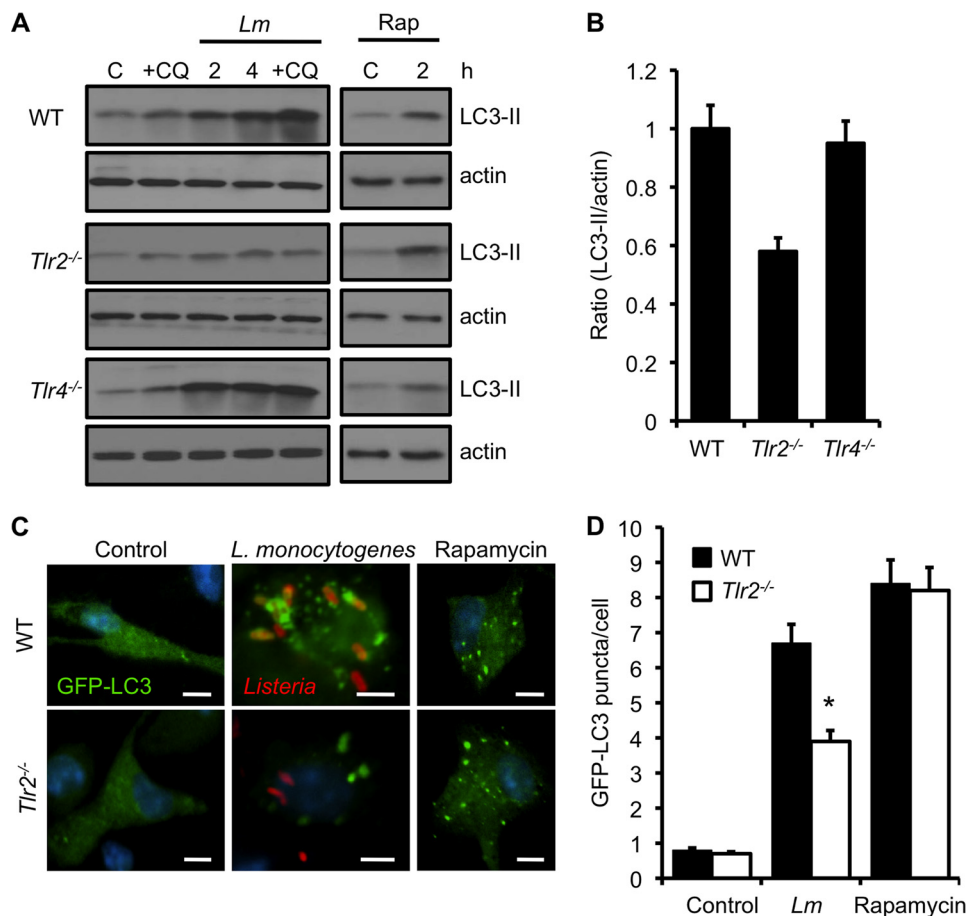 A
Lm
Rap
C +CQ 2 4 +CQ C 2 h
WT LC3-II
actin
Tlr2-/- LC3-II
actin
Tlr4-/- LC3-II
actin
B
Ratio (LC3-II/actin)
1.2
1
0.8
0.6
0.4
0.2
0
WT Tlr2-/- Tlr4-/-
C
Control L. monocytogenes Rapamycin
WT
GFP-LC3 Listeria
Tlr2-/-
D
GFP-LC3 puncta/cell
10
9
8
7
6
5
4
3
2
1
0
WT
Tlr2-/-
*
Control Lm Rapamycin